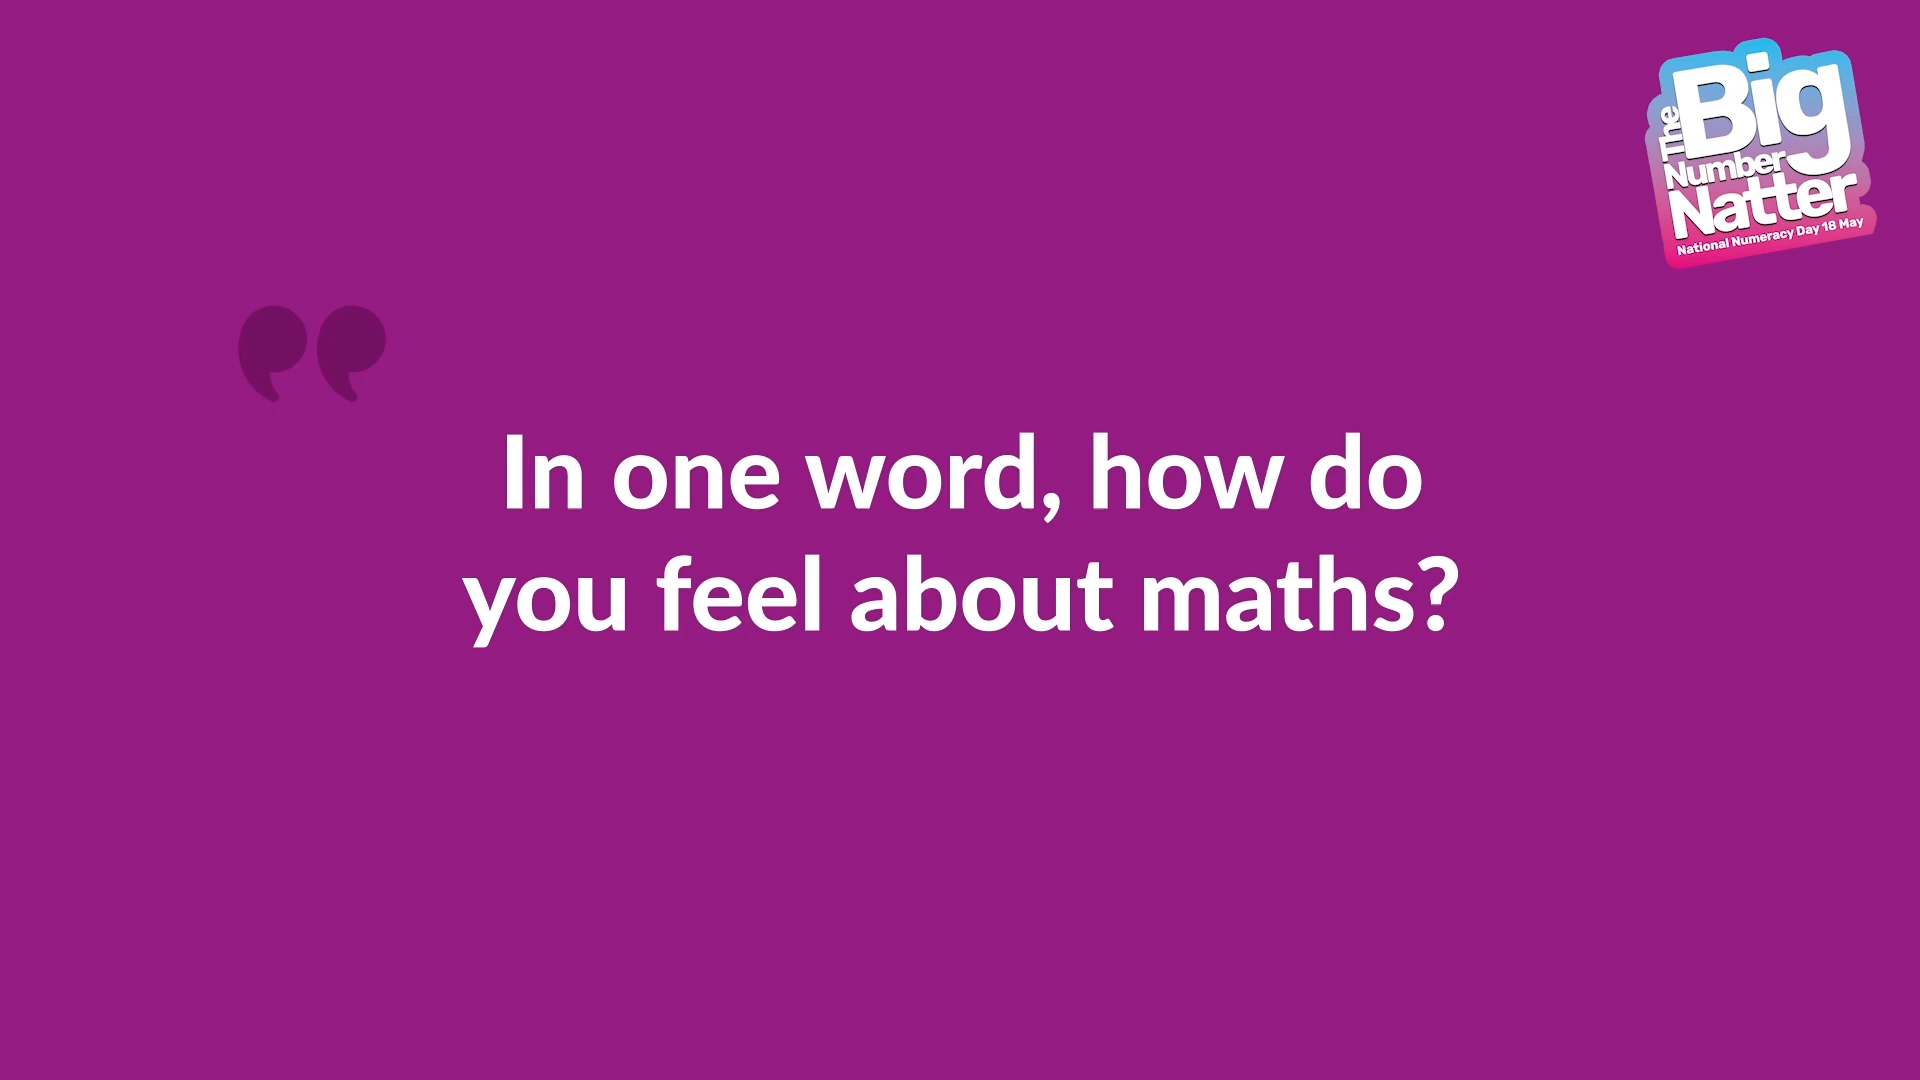 The
Big
Number
Natter
National Numeracy Day 18 May
In one word, how do
you feel about maths?